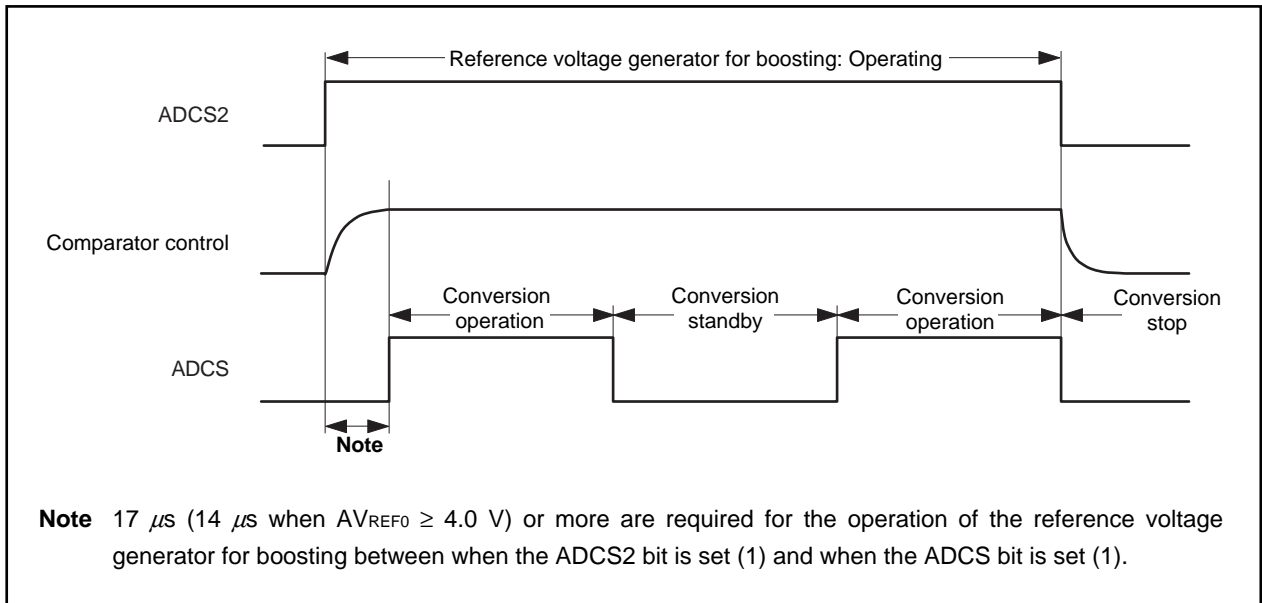 Reference voltage generator for boosting: Operating
ADCS2
Comparator control
Conversion operation
Conversion standby
Conversion operation
Conversion stop
ADCS
Note
Note 17 μs (14 μs when AVREF0 ≥ 4.0 V) or more are required for the operation of the reference voltage
generator for boosting between when the ADCS2 bit is set (1) and when the ADCS bit is set (1).